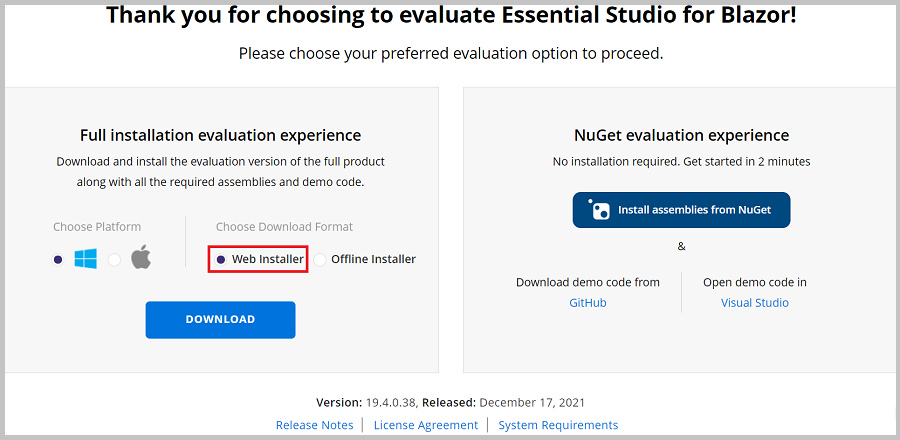 Thank you for choosing to evaluate Essential Studio for Blazor!
Please choose your preferred evaluation option to proceed.
Full installation evaluation experience
Download and install the evaluation version of the full product
along with all the required assemblies and demo code.
Choose Platform
Choose Download Format
Web Installer
Offline Installer
DOWNLOAD
NuGet evaluation experience
No installation required. Get started in 2 minutes
Install assemblies from NuGet
&
Download demo code from
GitHub
Open demo code in
Visual Studio
Version: 19.4.0.38, Released: December 17, 2021
Release Notes | License Agreement | System Requirements